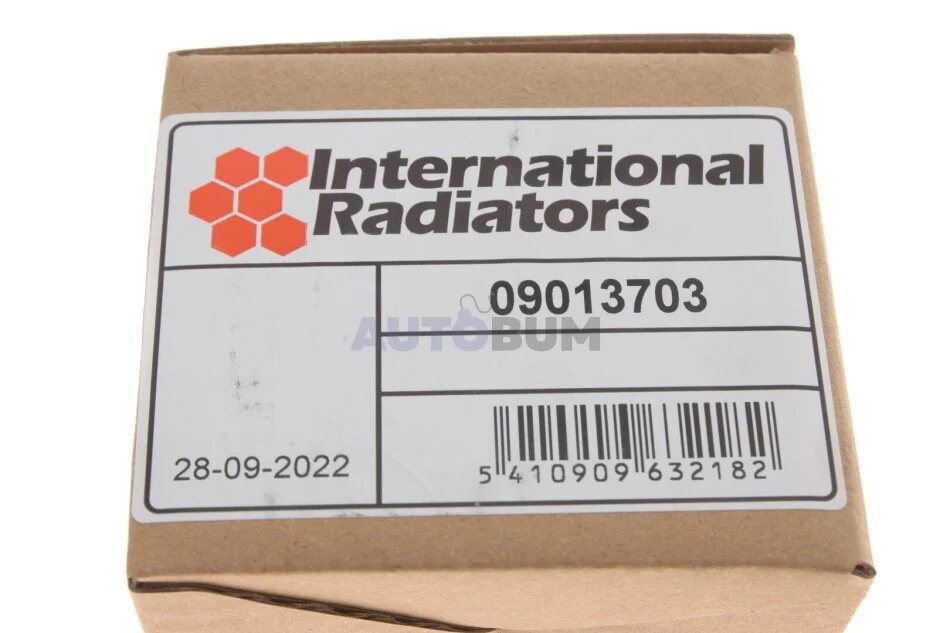 International
Radiators
09013703
AUTOBUM
28-09-2022
5 410909 632182